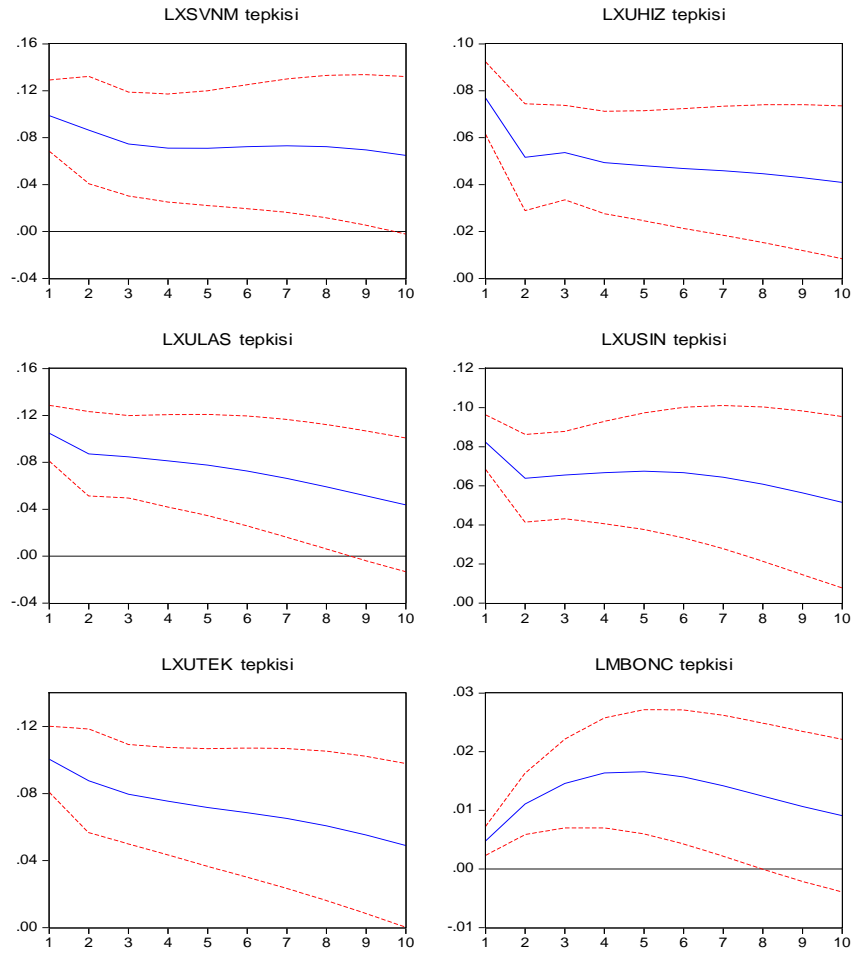 LXSVNM tepkisi
.16
.12
.08
.04
.00
-.04
1 2 3 4 5 6 7 8 9 10
LXUHIZ tepkisi
.10
.08
.06
.04
.02
.00
1 2 3 4 5 6 7 8 9 10
LXULAS tepkisi
.16
.12
.08
.04
.00
-.04
1 2 3 4 5 6 7 8 9 10
LXUSIN tepkisi
.12
.10
.08
.06
.04
.02
.00
1 2 3 4 5 6 7 8 9 10
LXUTEK tepkisi
.12
.08
.04
.00
1 2 3 4 5 6 7 8 9 10
LMBONC tepkisi
.03
.02
.01
.00
-.01
1 2 3 4 5 6 7 8 9 10